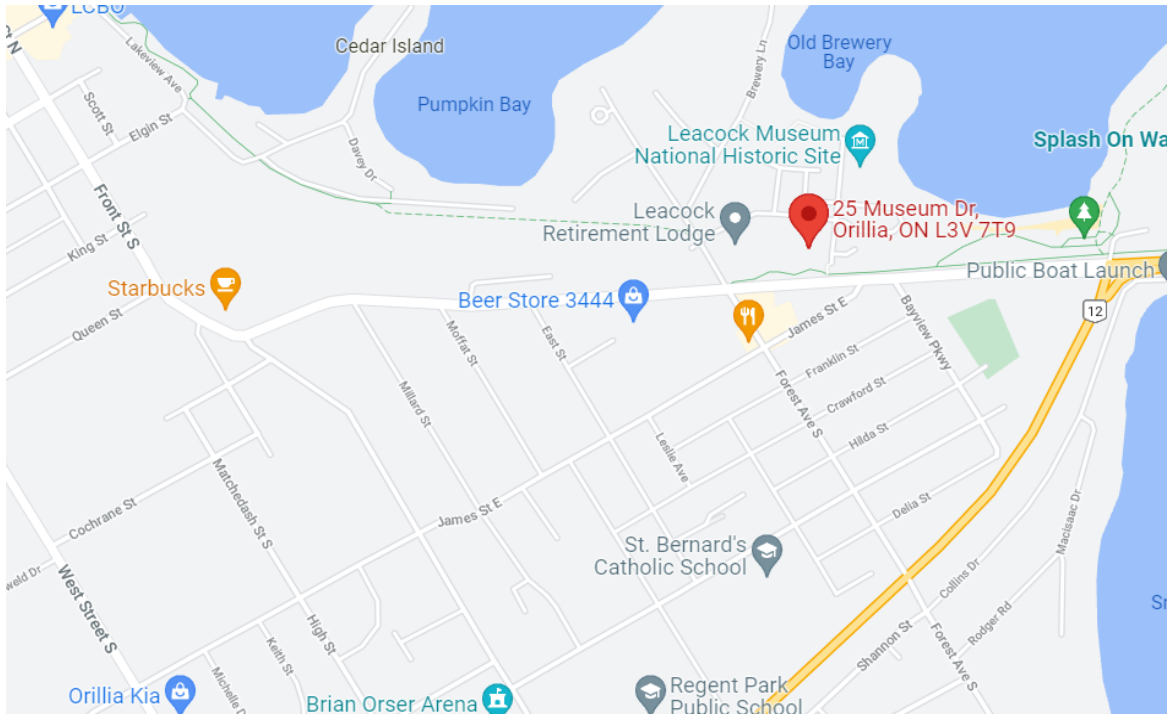 LCBO
Ct N
Cedar Island
Lakeview Ave
Old Brewery
Bay
Brewery Ln
Pumpkin Bay
Scott St
Elgin St
Davey Dr
Leacock Museum
National Historic Site
Splash On Wa
Front St S
King St
Leacock
Retirement Lodge
25 Museum Dr,
Orillia, ON L3V 7T9
Public Boat Launch
Starbucks
Queen St
Beer Store 3444
12
Moffat St
East St
James St E
Bayview Pkwy
Franklin St
Millard St
Crawford St
Forest Ave S
Hilda St
Leslie Ave
Matchedash St S
Cochrane St
James St E
Delia St
Macisaac Dr
St. Bernard's
Catholic School
weld Dr
West Street S
Collins Dr
High St
Keith St
Rodger Rd
Shannon St
Forest Ave S
Michelle D
Orillia Kia
Brian Orser Arena
Regent Park
Public School